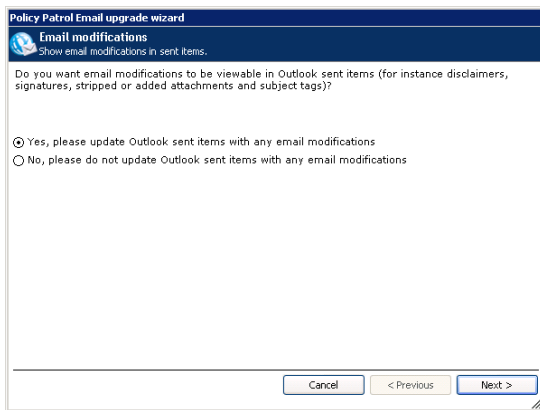 Policy Patrol Email upgrade wizard
Email modifications
Show email modifications in sent items.
Do you want email modifications to be viewable in Outlook sent items (for instance disclaimers,
signatures, stripped or added attachments and subject tags)?
Yes, please update Outlook sent items with any email modifications
No, please do not update Outlook sent items with any email modifications
Cancel
< Previous
Next >